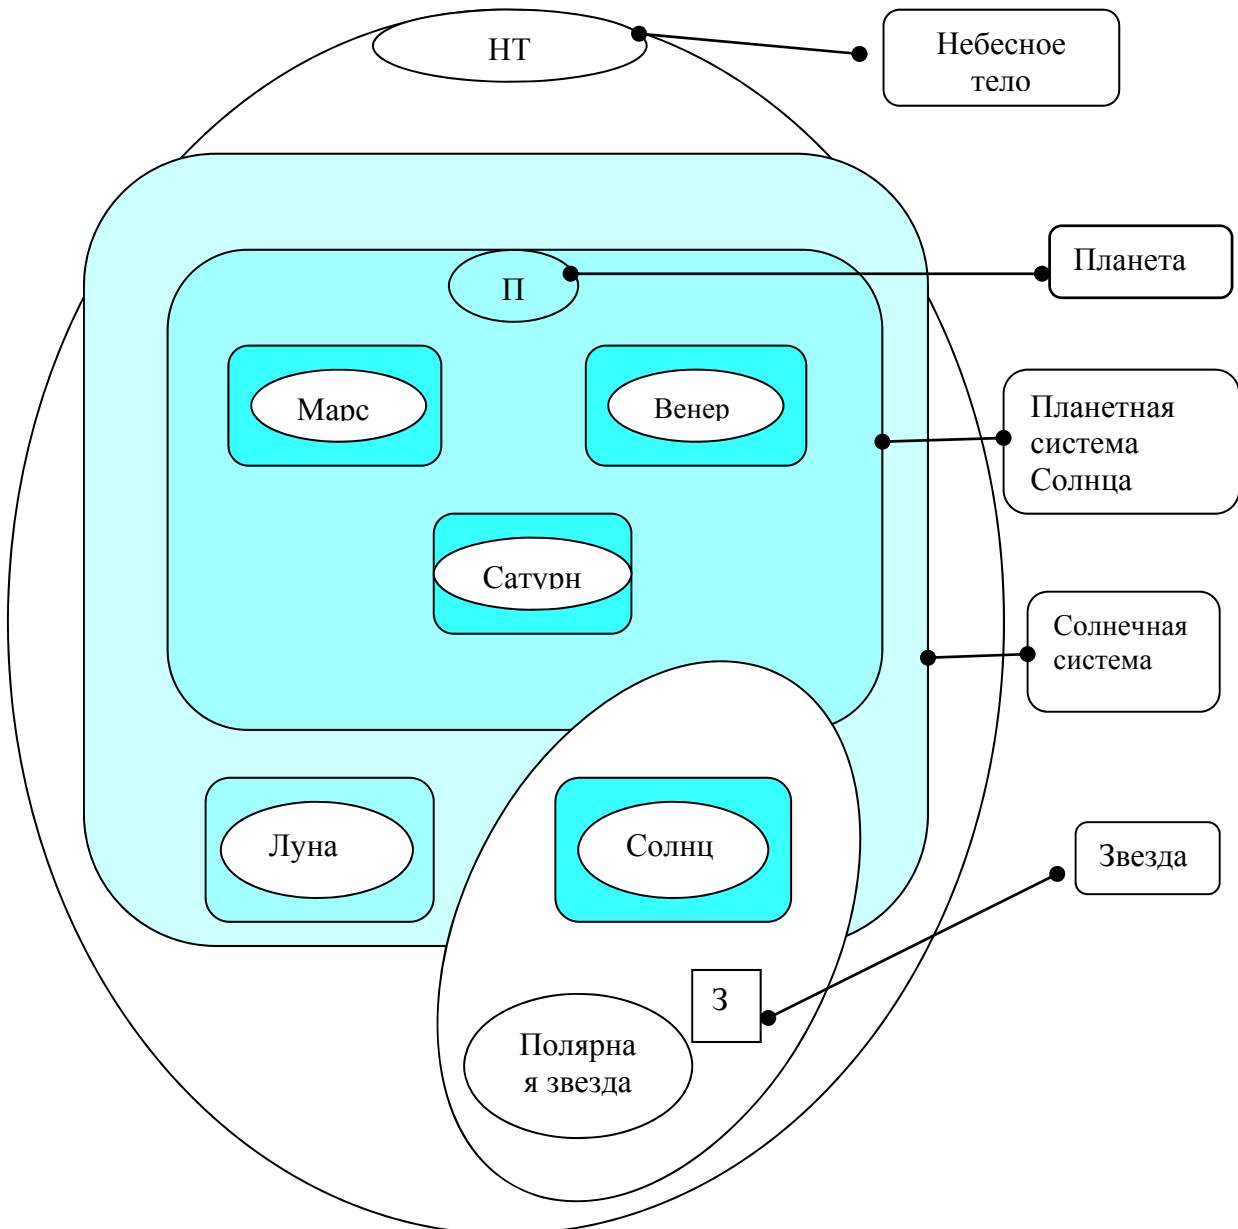 НТ
Небесное
тело
П
Планета
Марс
Венер
Планетная
система
Солнца
Сатурн
Солнечная
система
Луна
Солнц
Звезда
З
Полярна
я звезда